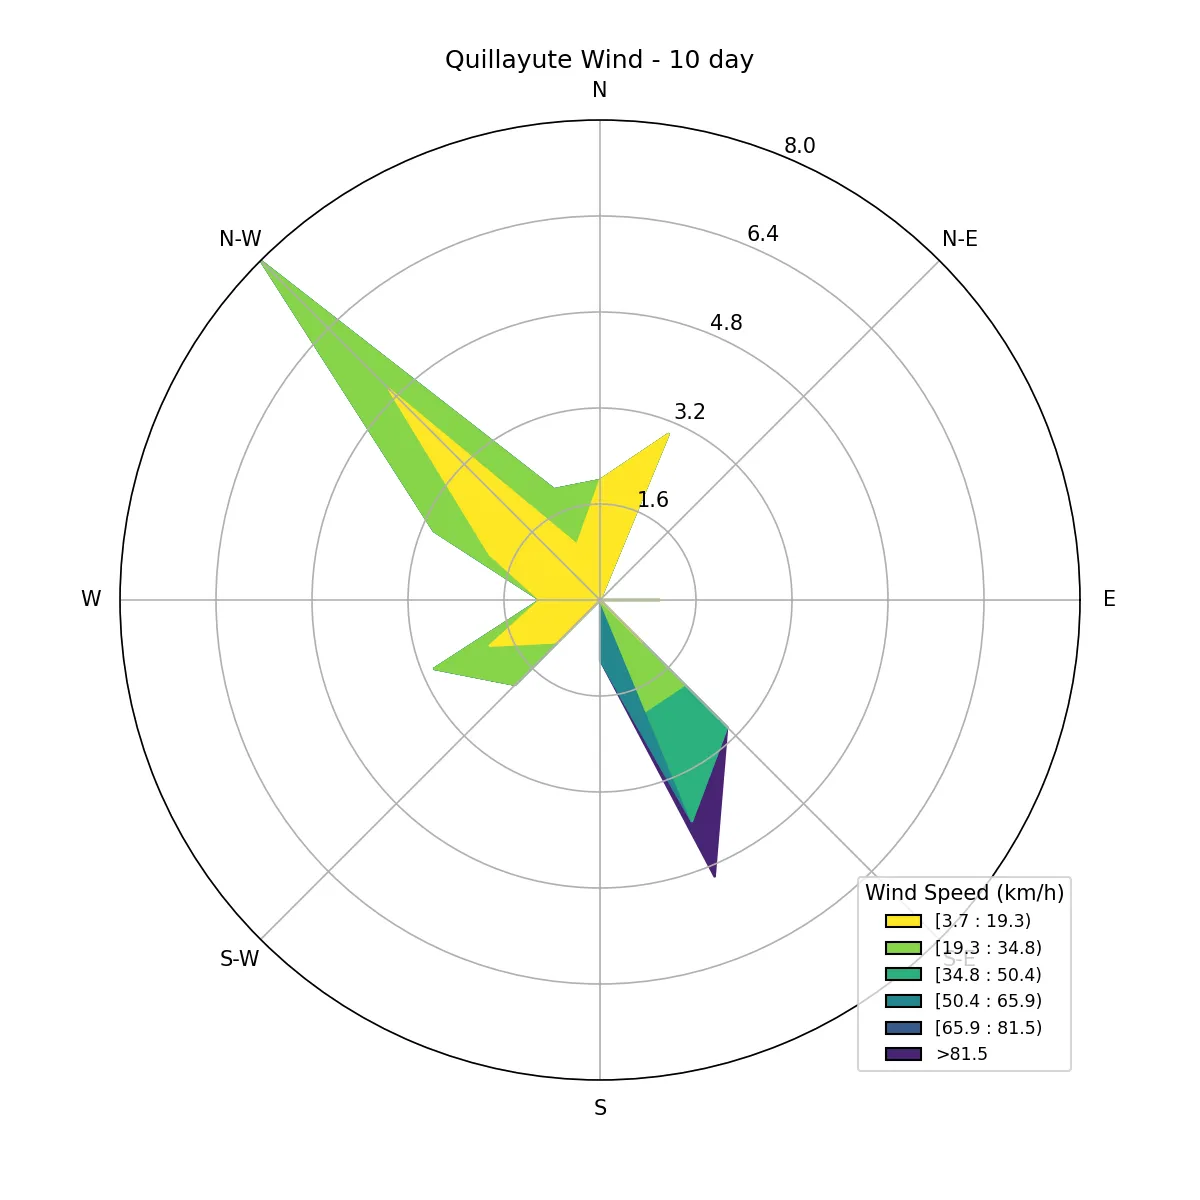 Quillayute Wind - 10 day
N
8.0
N-W
6.4
N-E
4.8
3.2
1.6
W
E
S-W
S-E
S
Wind Speed (km/h)
[3.7 : 19.3)
[19.3 : 34.8)
[34.8 : 50.4)
[50.4 : 65.9)
[65.9 : 81.5)
>81.5